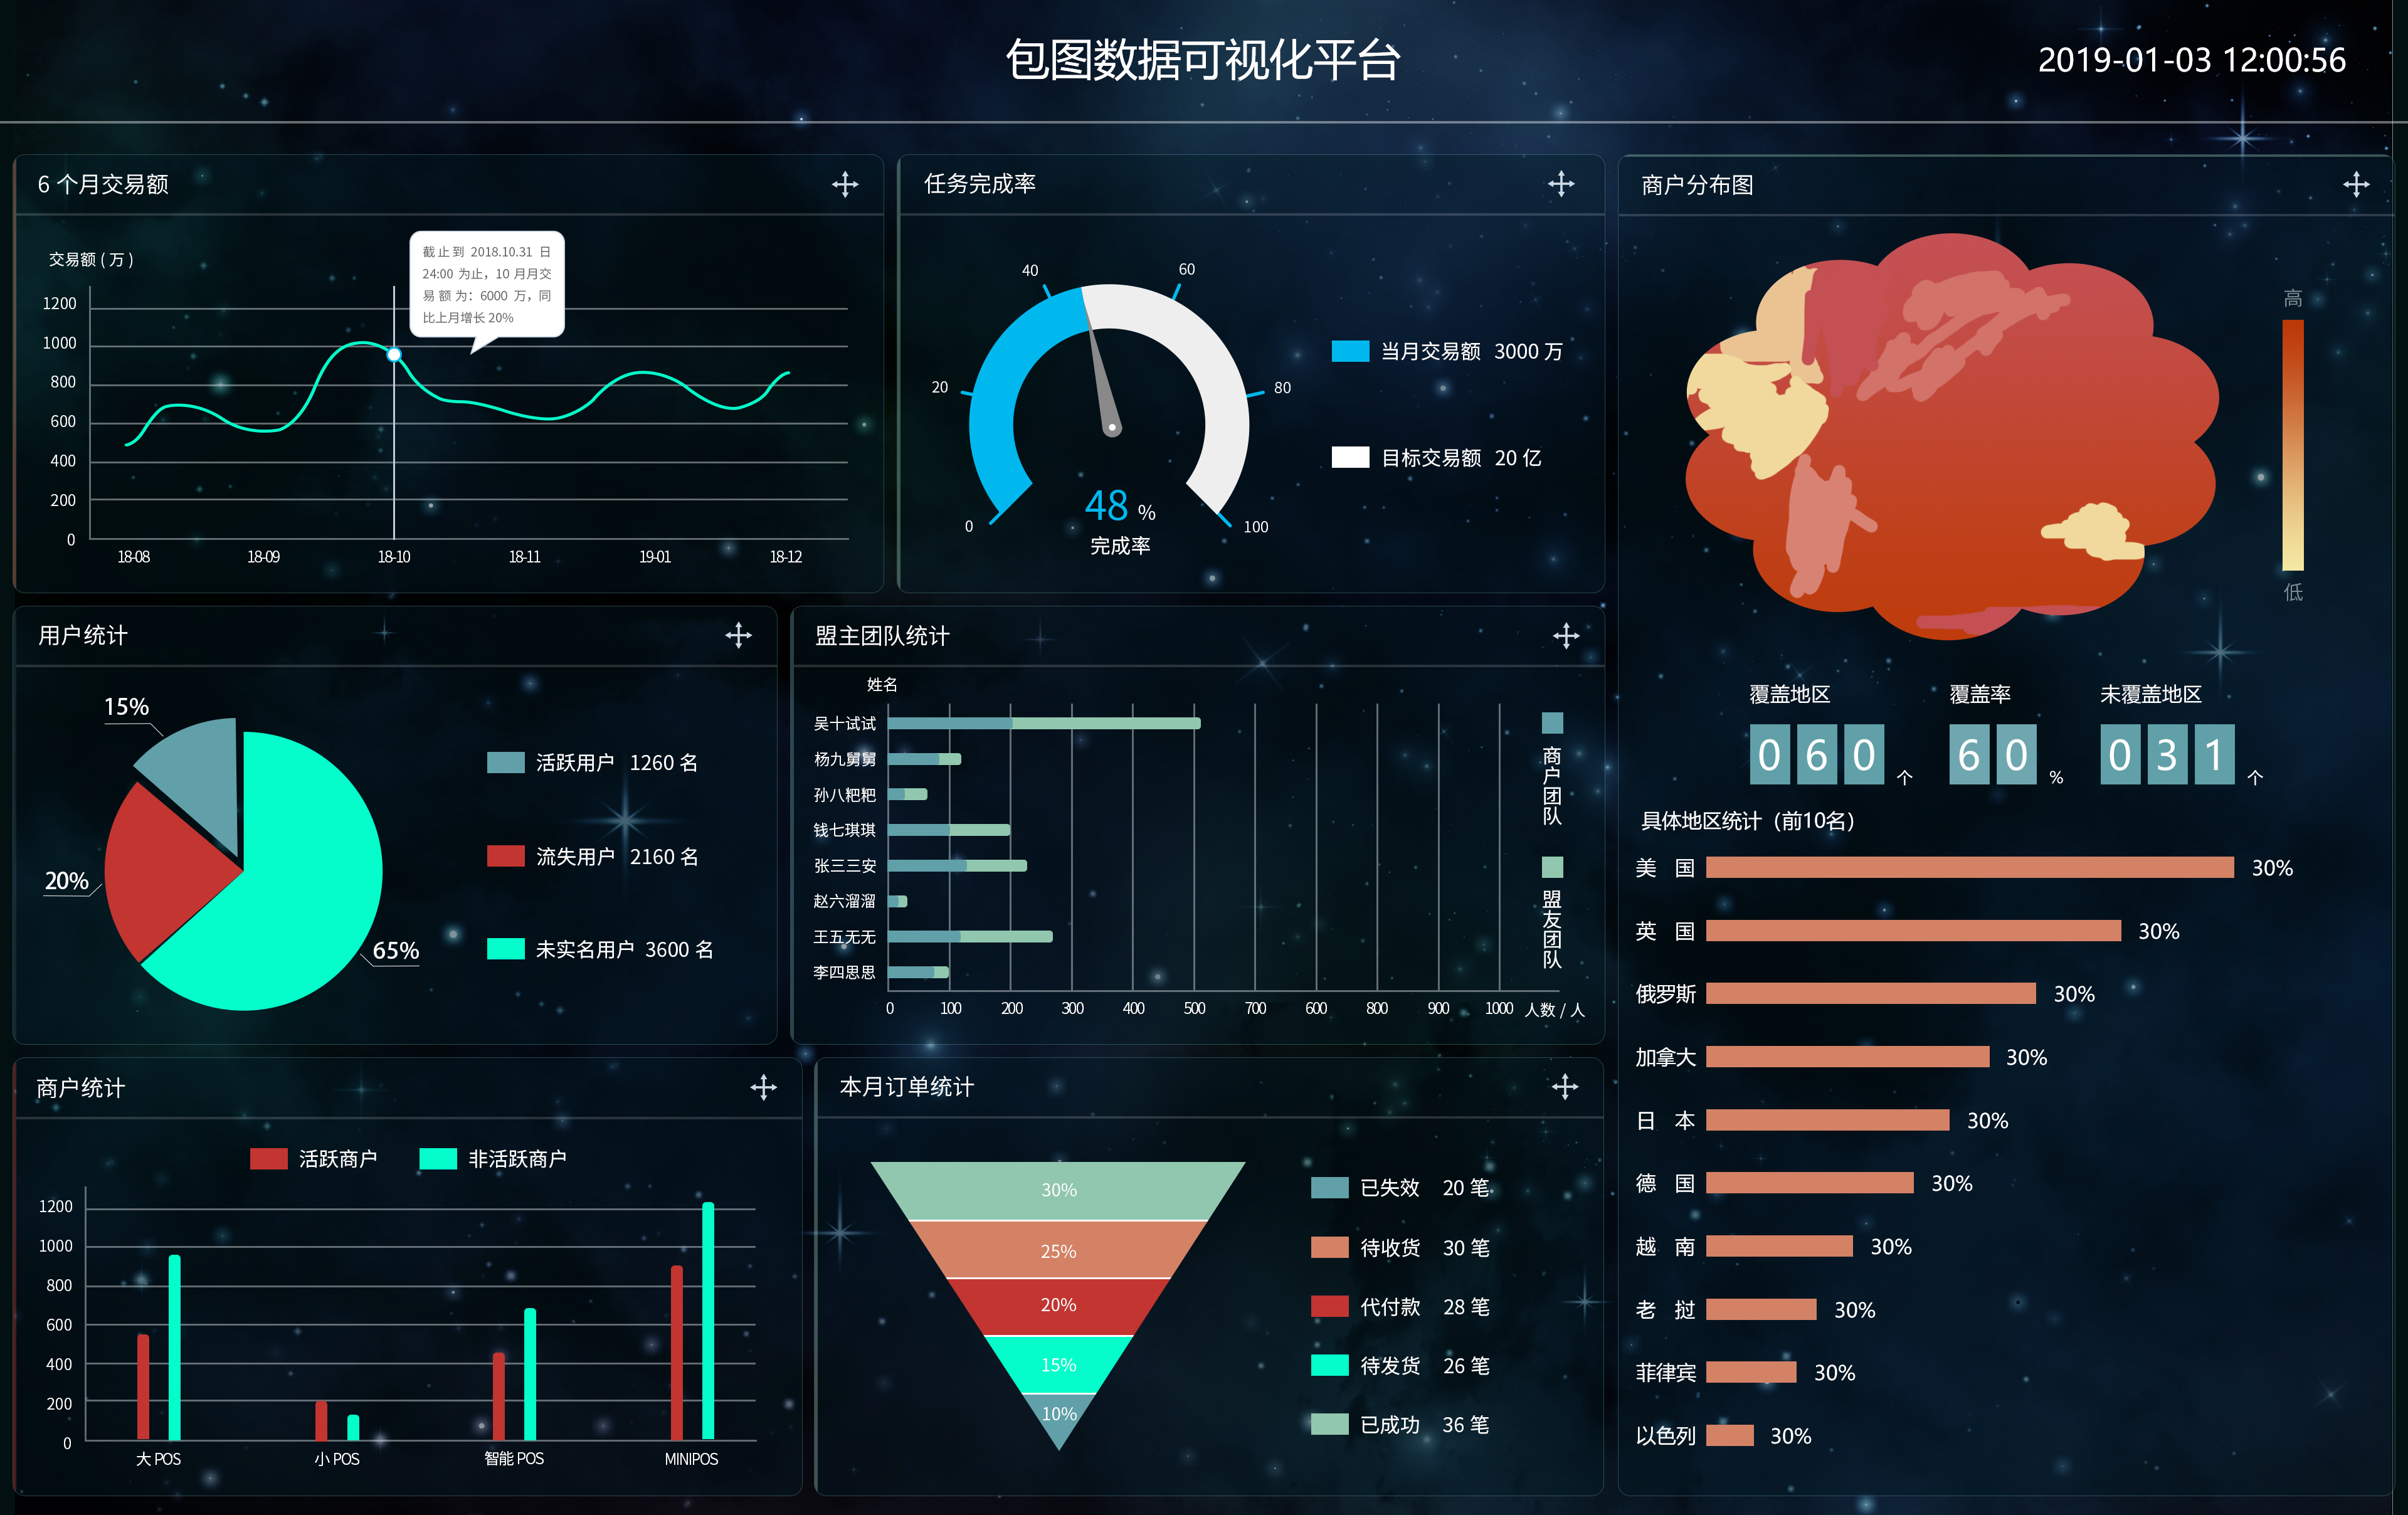 包图数据可视化平台
2019-01-03 12:00:56
6 个月交易额
交易额 ( 万 )
截止到 2018.10.31 日
24:00 为止，10 月月交
易 额 为：6000 万，同
比上月增长 20%
1200
1000
800
600
400
200
0
18-08
18-09
18-10
18-11
19-01
18-12
任务完成率
0
20
40
60
80
100
48 %
完成率
当月交易额 3000 万
目标交易额 20 亿
商户分布图
高
低
覆盖地区
060 个
覆盖率
60 %
未覆盖地区
031 个
具体地区统计（前10名）
美 国 30%
英 国 30%
俄罗斯 30%
加拿大 30%
日 本 30%
德 国 30%
越 南 30%
老 挝 30%
菲律宾 30%
以色列 30%
用户统计
15%
20%
65%
活跃用户 1260 名
流失用户 2160 名
未实名用户 3600 名
盟主团队统计
姓名
吴十试试
杨九舅舅
孙八粑粑
钱七琪琪
张三三安
赵六溜溜
王五无无
李四思思
0
100
200
300
400
500
600
700
800
900
1000
人数 / 人
商户团队
盟友团队
商户统计
活跃商户
非活跃商户
1200
1000
800
600
400
200
0
大 POS
小 POS
智能 POS
MINIPOS
本月订单统计
30%
25%
20%
15%
10%
已失效 20 笔
待收货 30 笔
代付款 28 笔
待发货 26 笔
已成功 36 笔